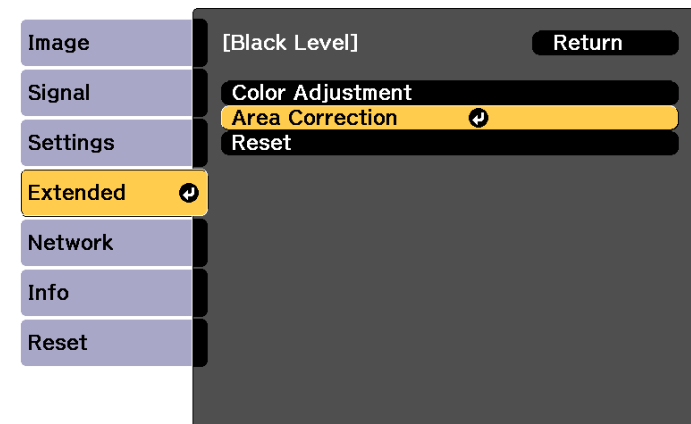 Image
Signal
Settings
Extended
Network
Info
Reset
[Black Level]
Return
Color Adjustment
Area Correction
Reset